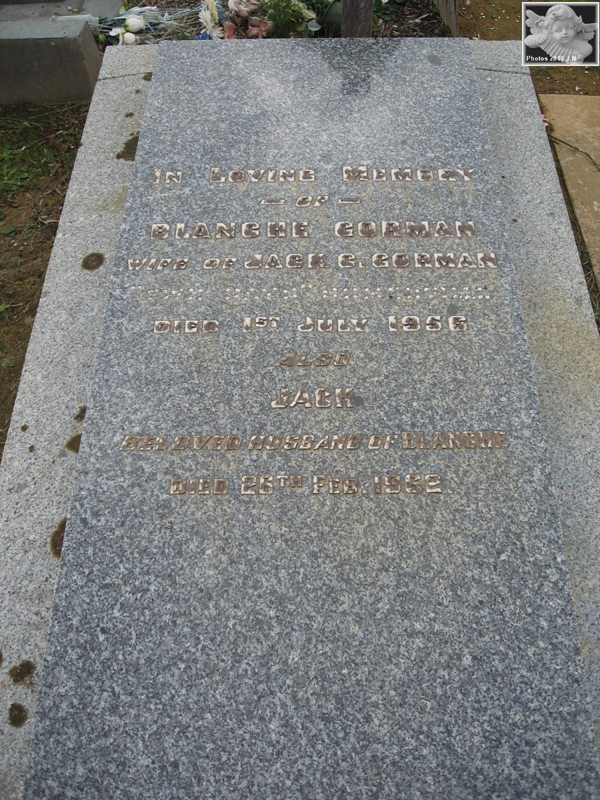 Photos 2010 J.N
IN LOVING MEMORY
— OF —
BLANCHE GORMAN
WIFE OF JACK C. GORMAN
DIED 1ST JULY 1956
ALSO
JACK
BELOVED HUSBAND OF BLANCHE
DIED 25TH FEB. 1962.